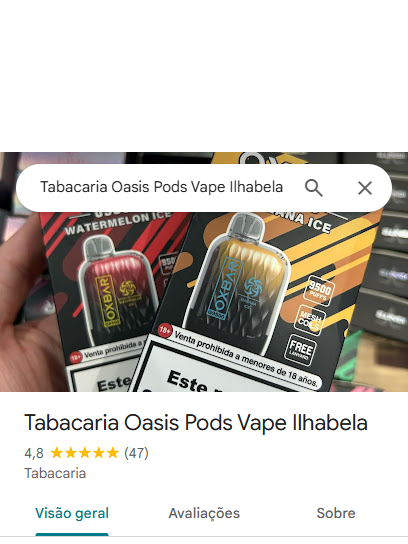 Tabacaria Oasis Pods Vape Ilhabela
WATERMELON ICE
ANA ICE
OXBAR
OXBAR
9500
PUFFS
MESH
COILS
FREE
LANYARD
18+ Venta prohibida a
18+ Venta prohibida a menores de 18 años.
Este
Este
Tabacaria Oasis Pods Vape Ilhabela
4,8 ★★★★★ (47)
Tabacaria
Visão geral Avaliações Sobre